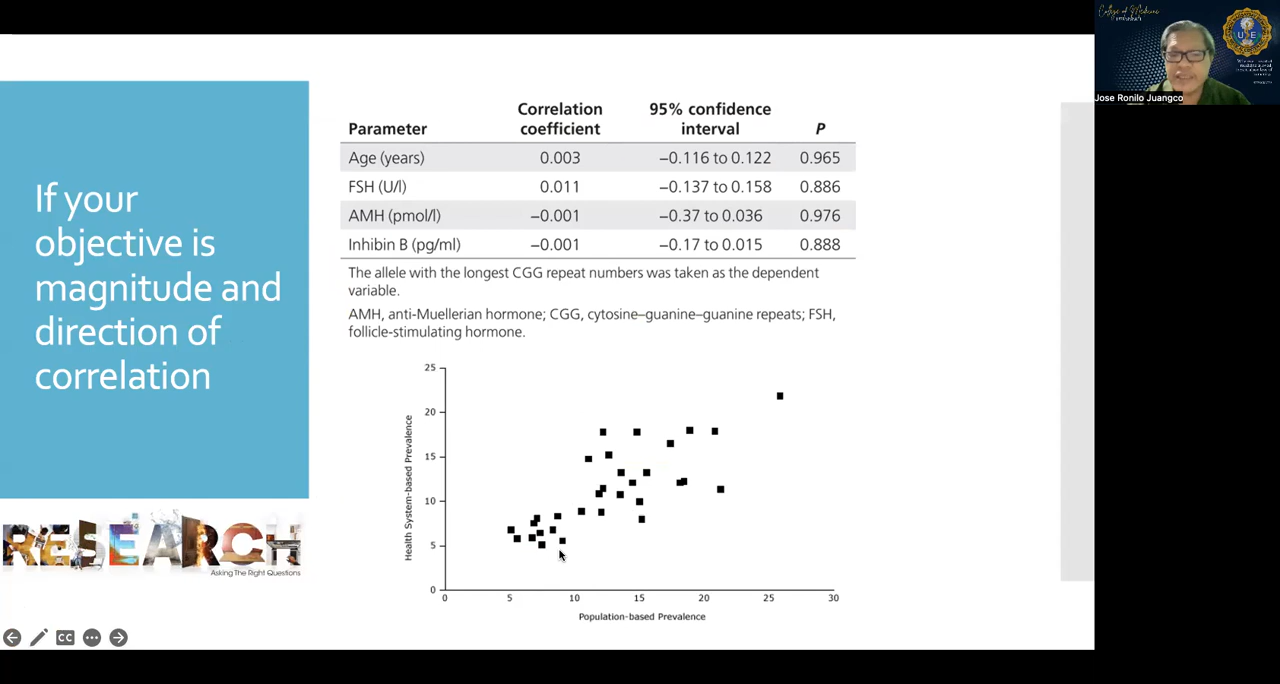 College of Medicine
Jose Ronilo Juangco
If your
objective is
magnitude and
direction of
correlation
RESEARCH
Asking The Right Questions
Parameter Correlation coefficient 95% confidence interval P
Age (years) 0.003 −0.116 to 0.122 0.965
FSH (U/l) 0.011 −0.137 to 0.158 0.886
AMH (pmol/l) −0.001 −0.37 to 0.036 0.976
Inhibin B (pg/ml) −0.001 −0.17 to 0.015 0.888
The allele with the longest CGG repeat numbers was taken as the dependent
variable.
AMH, anti-Muellerian hormone; CGG, cytosine–guanine–guanine repeats; FSH,
follicle-stimulating hormone.
Health System-based Prevalence
25
20
15
10
5
0
0 5 10 15 20 25 30
Population-based Prevalence
CC